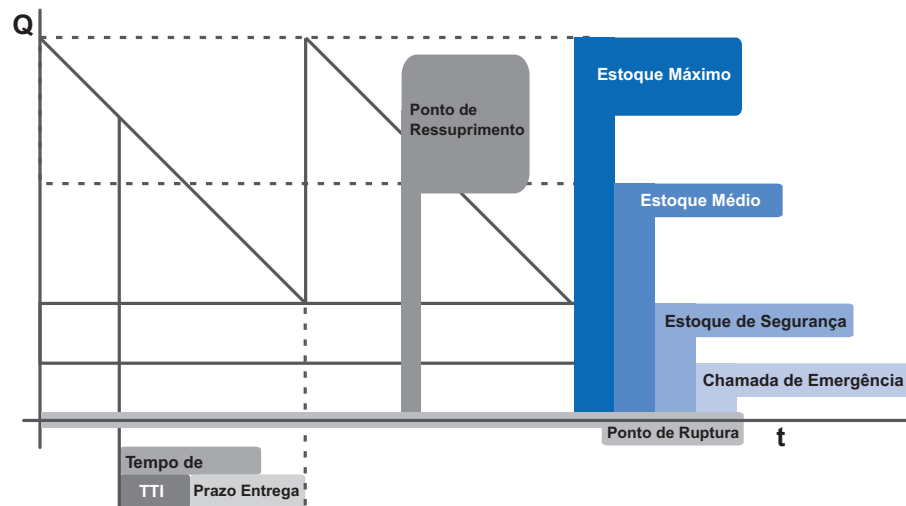 Q
Estoque Máximo
Ponto de
Ressuprimento
Estoque Médio
Estoque de Segurança
Chamada de Emergência
Ponto de Ruptura
t
Tempo de
TTI
Prazo Entrega